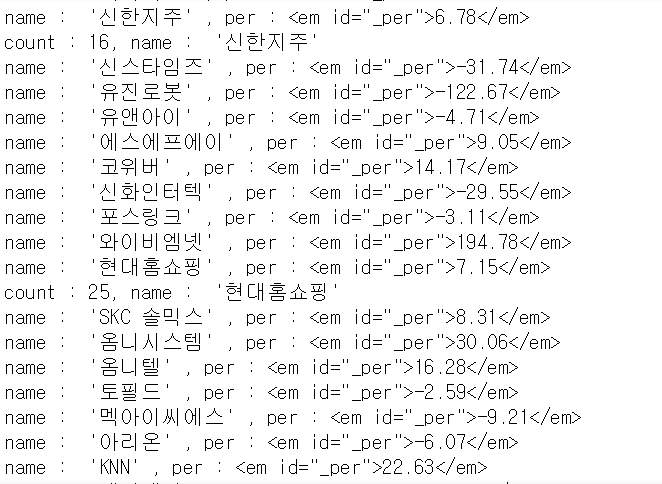 name :  '신한지주' , per : <em id="_per">6.78</em>
count : 16, name :  '신한지주'
name :  '신스타임즈' , per : <em id="_per">-31.74</em>
name :  '유진로봇' , per : <em id="_per">-122.67</em>
name :  '유앤아이' , per : <em id="_per">-4.71</em>
name :  '에스에프에이' , per : <em id="_per">9.05</em>
name :  '코위버' , per : <em id="_per">14.17</em>
name :  '신화인터텍' , per : <em id="_per">-29.55</em>
name :  '포스링크' , per : <em id="_per">-3.11</em>
name :  '와이비엠넷' , per : <em id="_per">194.78</em>
name :  '현대홈쇼핑' , per : <em id="_per">7.15</em>
count : 25, name :  '현대홈쇼핑'
name :  'SKC 솔믹스' , per : <em id="_per">8.31</em>
name :  '옴니시스템' , per : <em id="_per">30.06</em>
name :  '옴니텔' , per : <em id="_per">16.28</em>
name :  '토필드' , per : <em id="_per">-2.59</em>
name :  '멕아이씨에스' , per : <em id="_per">-9.21</em>
name :  '아리온' , per : <em id="_per">-6.07</em>
name :  'KNN' , per : <em id="_per">22.63</em>